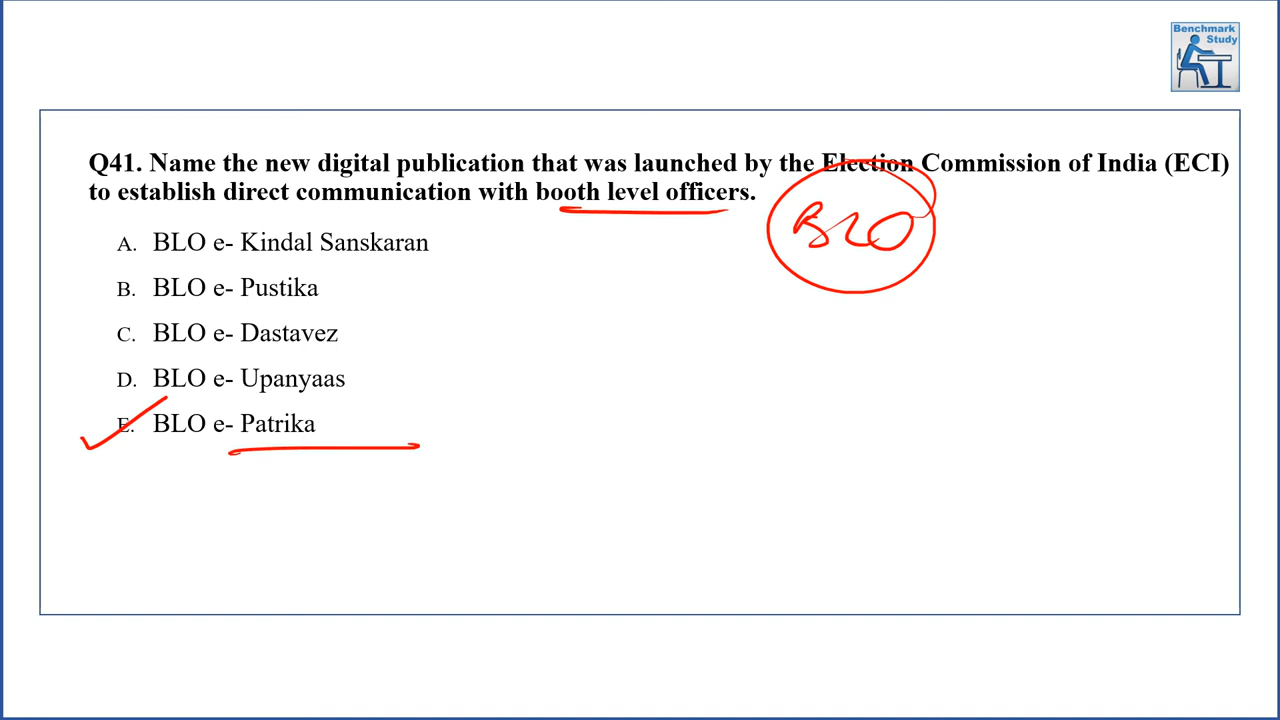 Benchmark
Study
Q41. Name the new digital publication that was launched by the Election Commission of India (ECI)
to establish direct communication with booth level officers.
BLO
A. BLO e- Kindal Sanskaran
B. BLO e- Pustika
C. BLO e- Dastavez
D. BLO e- Upanyaas
E. BLO e- Patrika